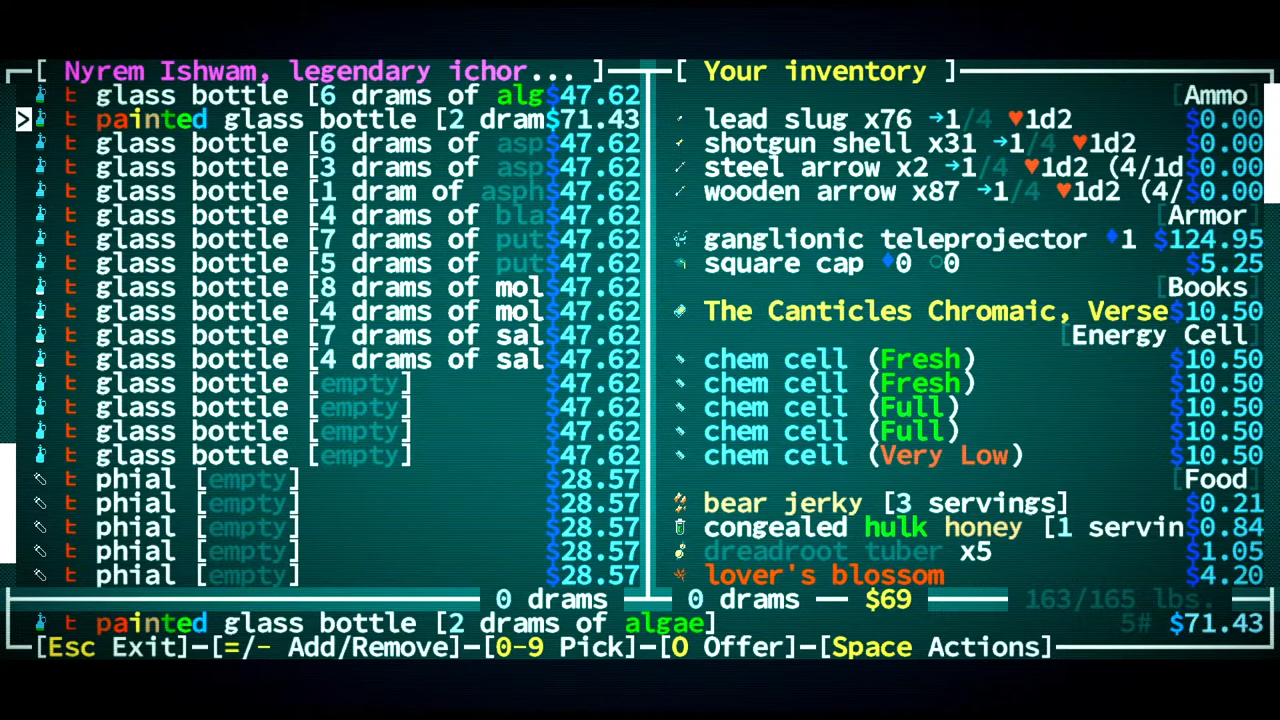 [ Nyrem Ishwam, legendary ichor... ]
t glass bottle [6 drams of alg $47.62
> t painted glass bottle [2 dram $71.43
t glass bottle [6 drams of asp $47.62
t glass bottle [3 drams of asp $47.62
t glass bottle [1 dram of asph $47.62
t glass bottle [4 drams of bla $47.62
t glass bottle [7 drams of put $47.62
t glass bottle [5 drams of put $47.62
t glass bottle [8 drams of mol $47.62
t glass bottle [4 drams of mol $47.62
t glass bottle [7 drams of sal $47.62
t glass bottle [4 drams of sal $47.62
t glass bottle [empty] $47.62
t glass bottle [empty] $47.62
t glass bottle [empty] $47.62
t glass bottle [empty] $47.62
t phial [empty] $28.57
t phial [empty] $28.57
t phial [empty] $28.57
t phial [empty] $28.57
t phial [empty] $28.57
0 drams
[ Your inventory ]
[Ammo]
lead slug x76 →1/4 ♥1d2 $0.00
shotgun shell x31 →1/4 ♥1d2 $0.00
steel arrow x2 →1/4 ♥1d2 (4/1d $0.00
wooden arrow x87 →1/4 ♥1d2 (4/ $0.00
[Armor]
ganglionic teleprojector ♦1 $124.95
square cap ♦0 ○0 $5.25
[Books]
The Canticles Chromaic, Verse $10.50
[Energy Cell]
chem cell (Fresh) $10.50
chem cell (Fresh) $10.50
chem cell (Full) $10.50
chem cell (Full) $10.50
chem cell (Very Low) $10.50
[Food]
bear jerky [3 servings] $0.21
congealed hulk honey [1 servin $0.84
dreadroot tuber x5 $1.05
lover's blossom $4.20
0 drams — $69 163/165 lbs.
t painted glass bottle [2 drams of algae] 5# $71.43
[Esc Exit]—[=/- Add/Remove]—[0-9 Pick]—[O Offer]—[Space Actions]